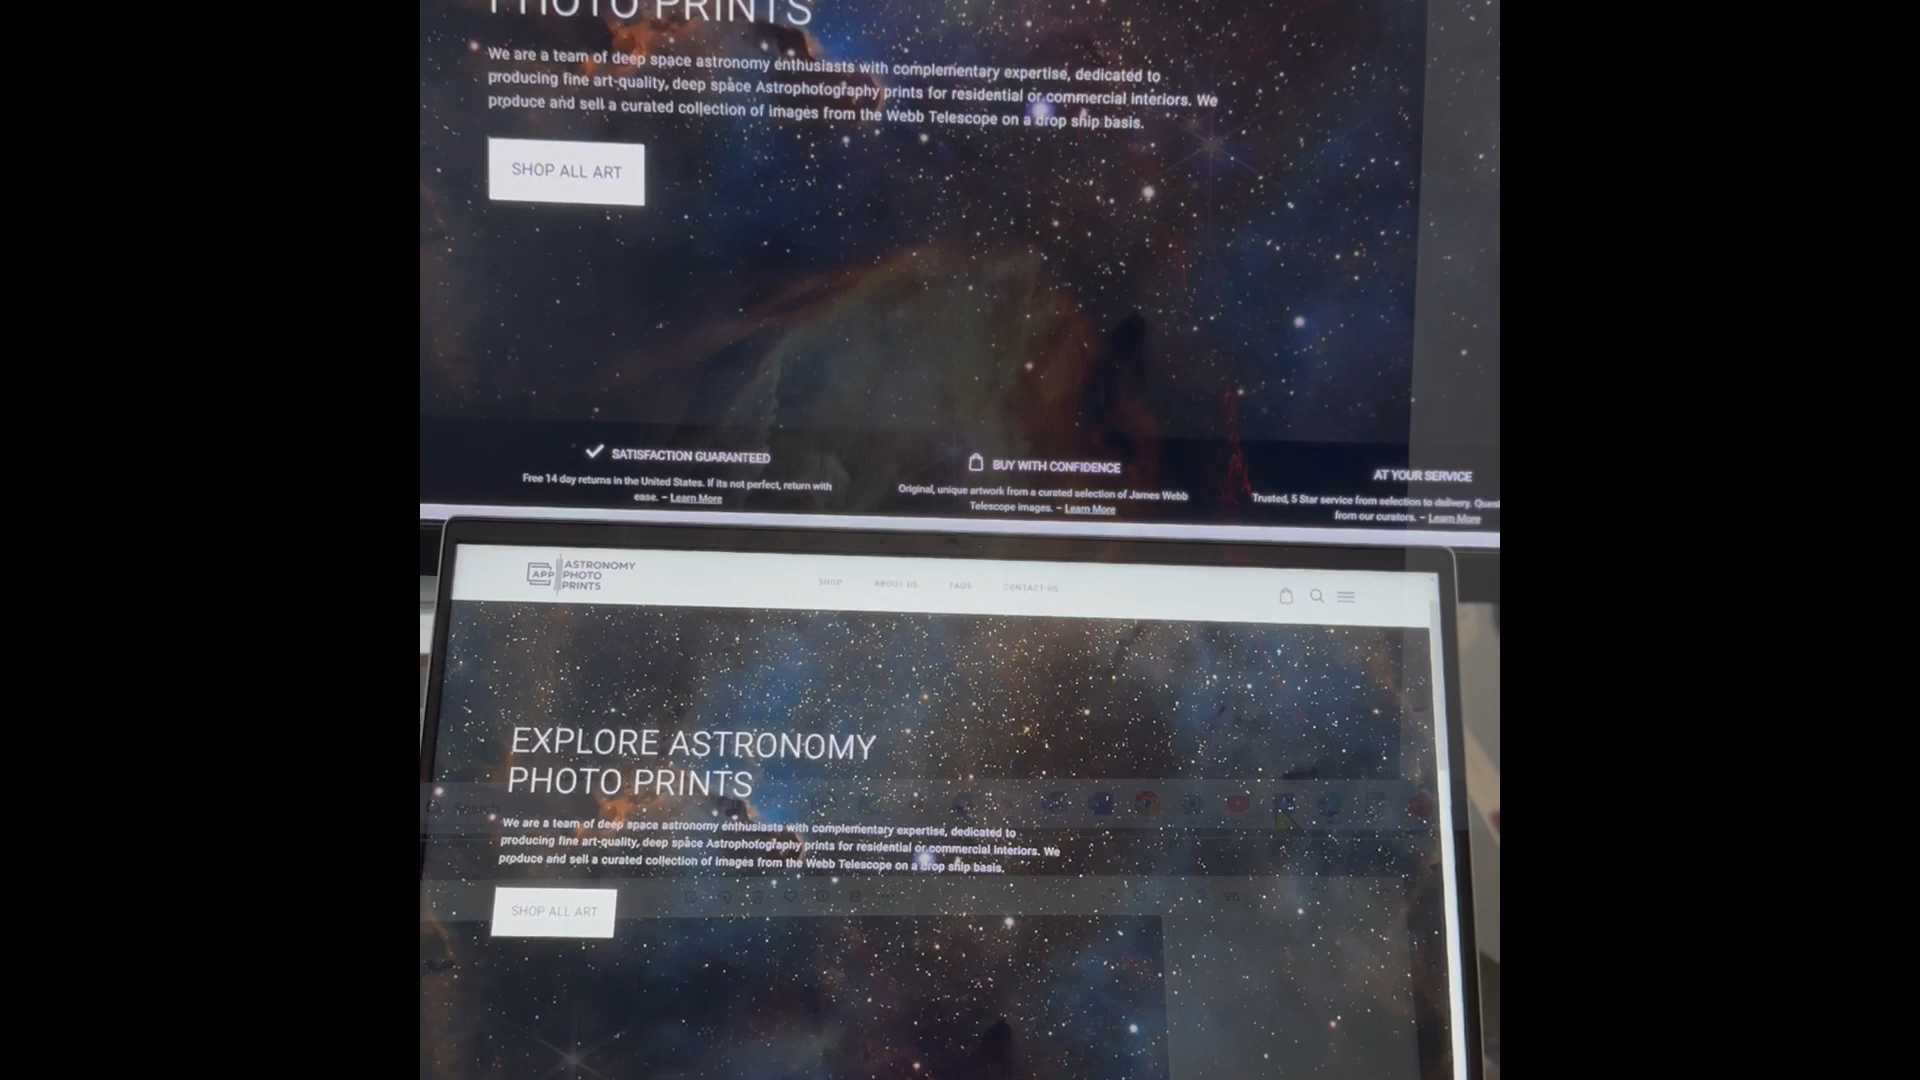 PHOTO PRINTS
We are a team of deep space astronomy enthusiasts with complementary expertise, dedicated to
producing fine art-quality, deep space Astrophotography prints for residential or commercial interiors. We
produce and sell a curated collection of images from the Webb Telescope on a drop ship basis.
SHOP ALL ART
SATISFACTION GUARANTEED
Free 14 day returns in the United States. If its not perfect, return with
ease. – Learn More
BUY WITH CONFIDENCE
Original, unique artwork from a curated selection of James Webb
Telescope images. – Learn More
AT YOUR SERVICE
Trusted, 5 Star service from selection to delivery.
from our curators. – Learn More
APP
ASTRONOMY
PHOTO
PRINTS
SHOP ABOUT US FAQS CONTACT US
EXPLORE ASTRONOMY
PHOTO PRINTS
Search
We are a team of deep space astronomy enthusiasts with complementary expertise, dedicated to
producing fine art-quality, deep space Astrophotography prints for residential or commercial interiors. We
produce and sell a curated collection of images from the Webb Telescope on a drop ship basis.
SHOP ALL ART